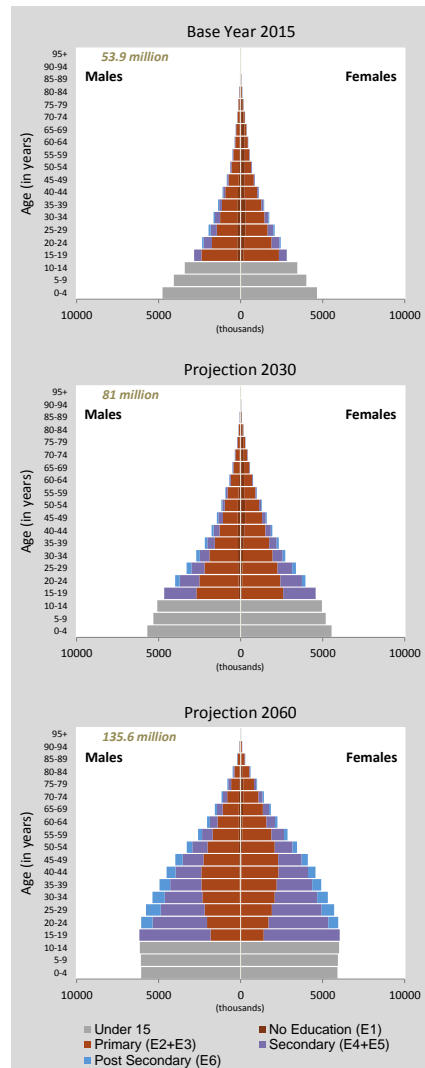 Base Year 2015
53.9 million
Males
Females
Age (in years)
95+
90-94
85-89
80-84
75-79
70-74
65-69
60-64
55-59
50-54
45-49
40-44
35-39
30-34
25-29
20-24
15-19
10-14
5-9
0-4
10000 5000 0 5000 10000
(thousands)
Projection 2030
81 million
Males
Females
Age (in years)
95+
90-94
85-89
80-84
75-79
70-74
65-69
60-64
55-59
50-54
45-49
40-44
35-39
30-34
25-29
20-24
15-19
10-14
5-9
0-4
10000 5000 0 5000 10000
(thousands)
Projection 2060
135.6 million
Males
Females
Age (in years)
95+
90-94
85-89
80-84
75-79
70-74
65-69
60-64
55-59
50-54
45-49
40-44
35-39
30-34
25-29
20-24
15-19
10-14
5-9
0-4
10000 5000 0 5000 10000
(thousands)
Under 15
No Education (E1)
Primary (E2+E3)
Secondary (E4+E5)
Post Secondary (E6)